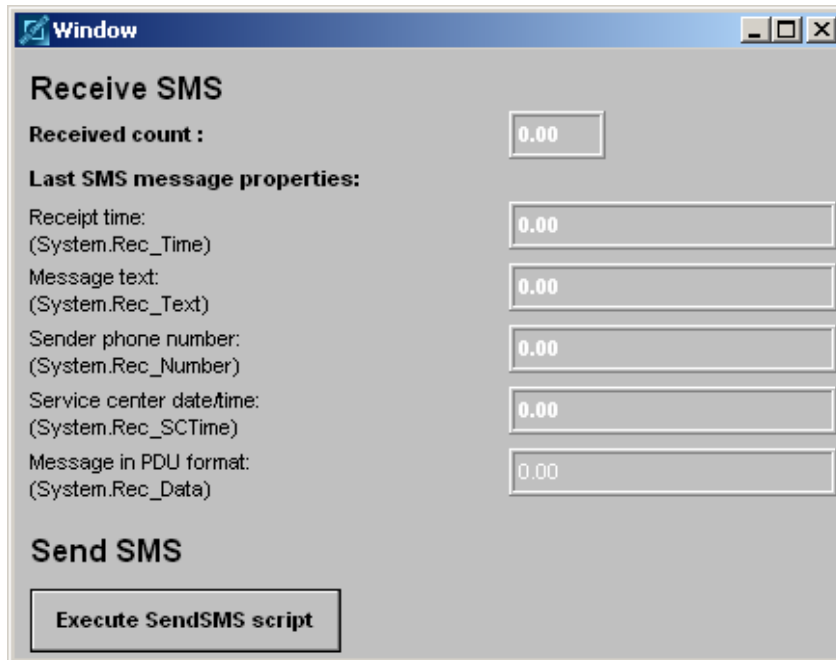 Window
Receive SMS
Received count : 0.00
Last SMS message properties:
Receipt time: 0.00
(System.Rec_Time)
Message text: 0.00
(System.Rec_Text)
Sender phone number: 0.00
(System.Rec_Number)
Service center date/time: 0.00
(System.Rec_SCTime)
Message in PDU format: 0.00
(System.Rec_Data)
Send SMS
Execute SendSMS script